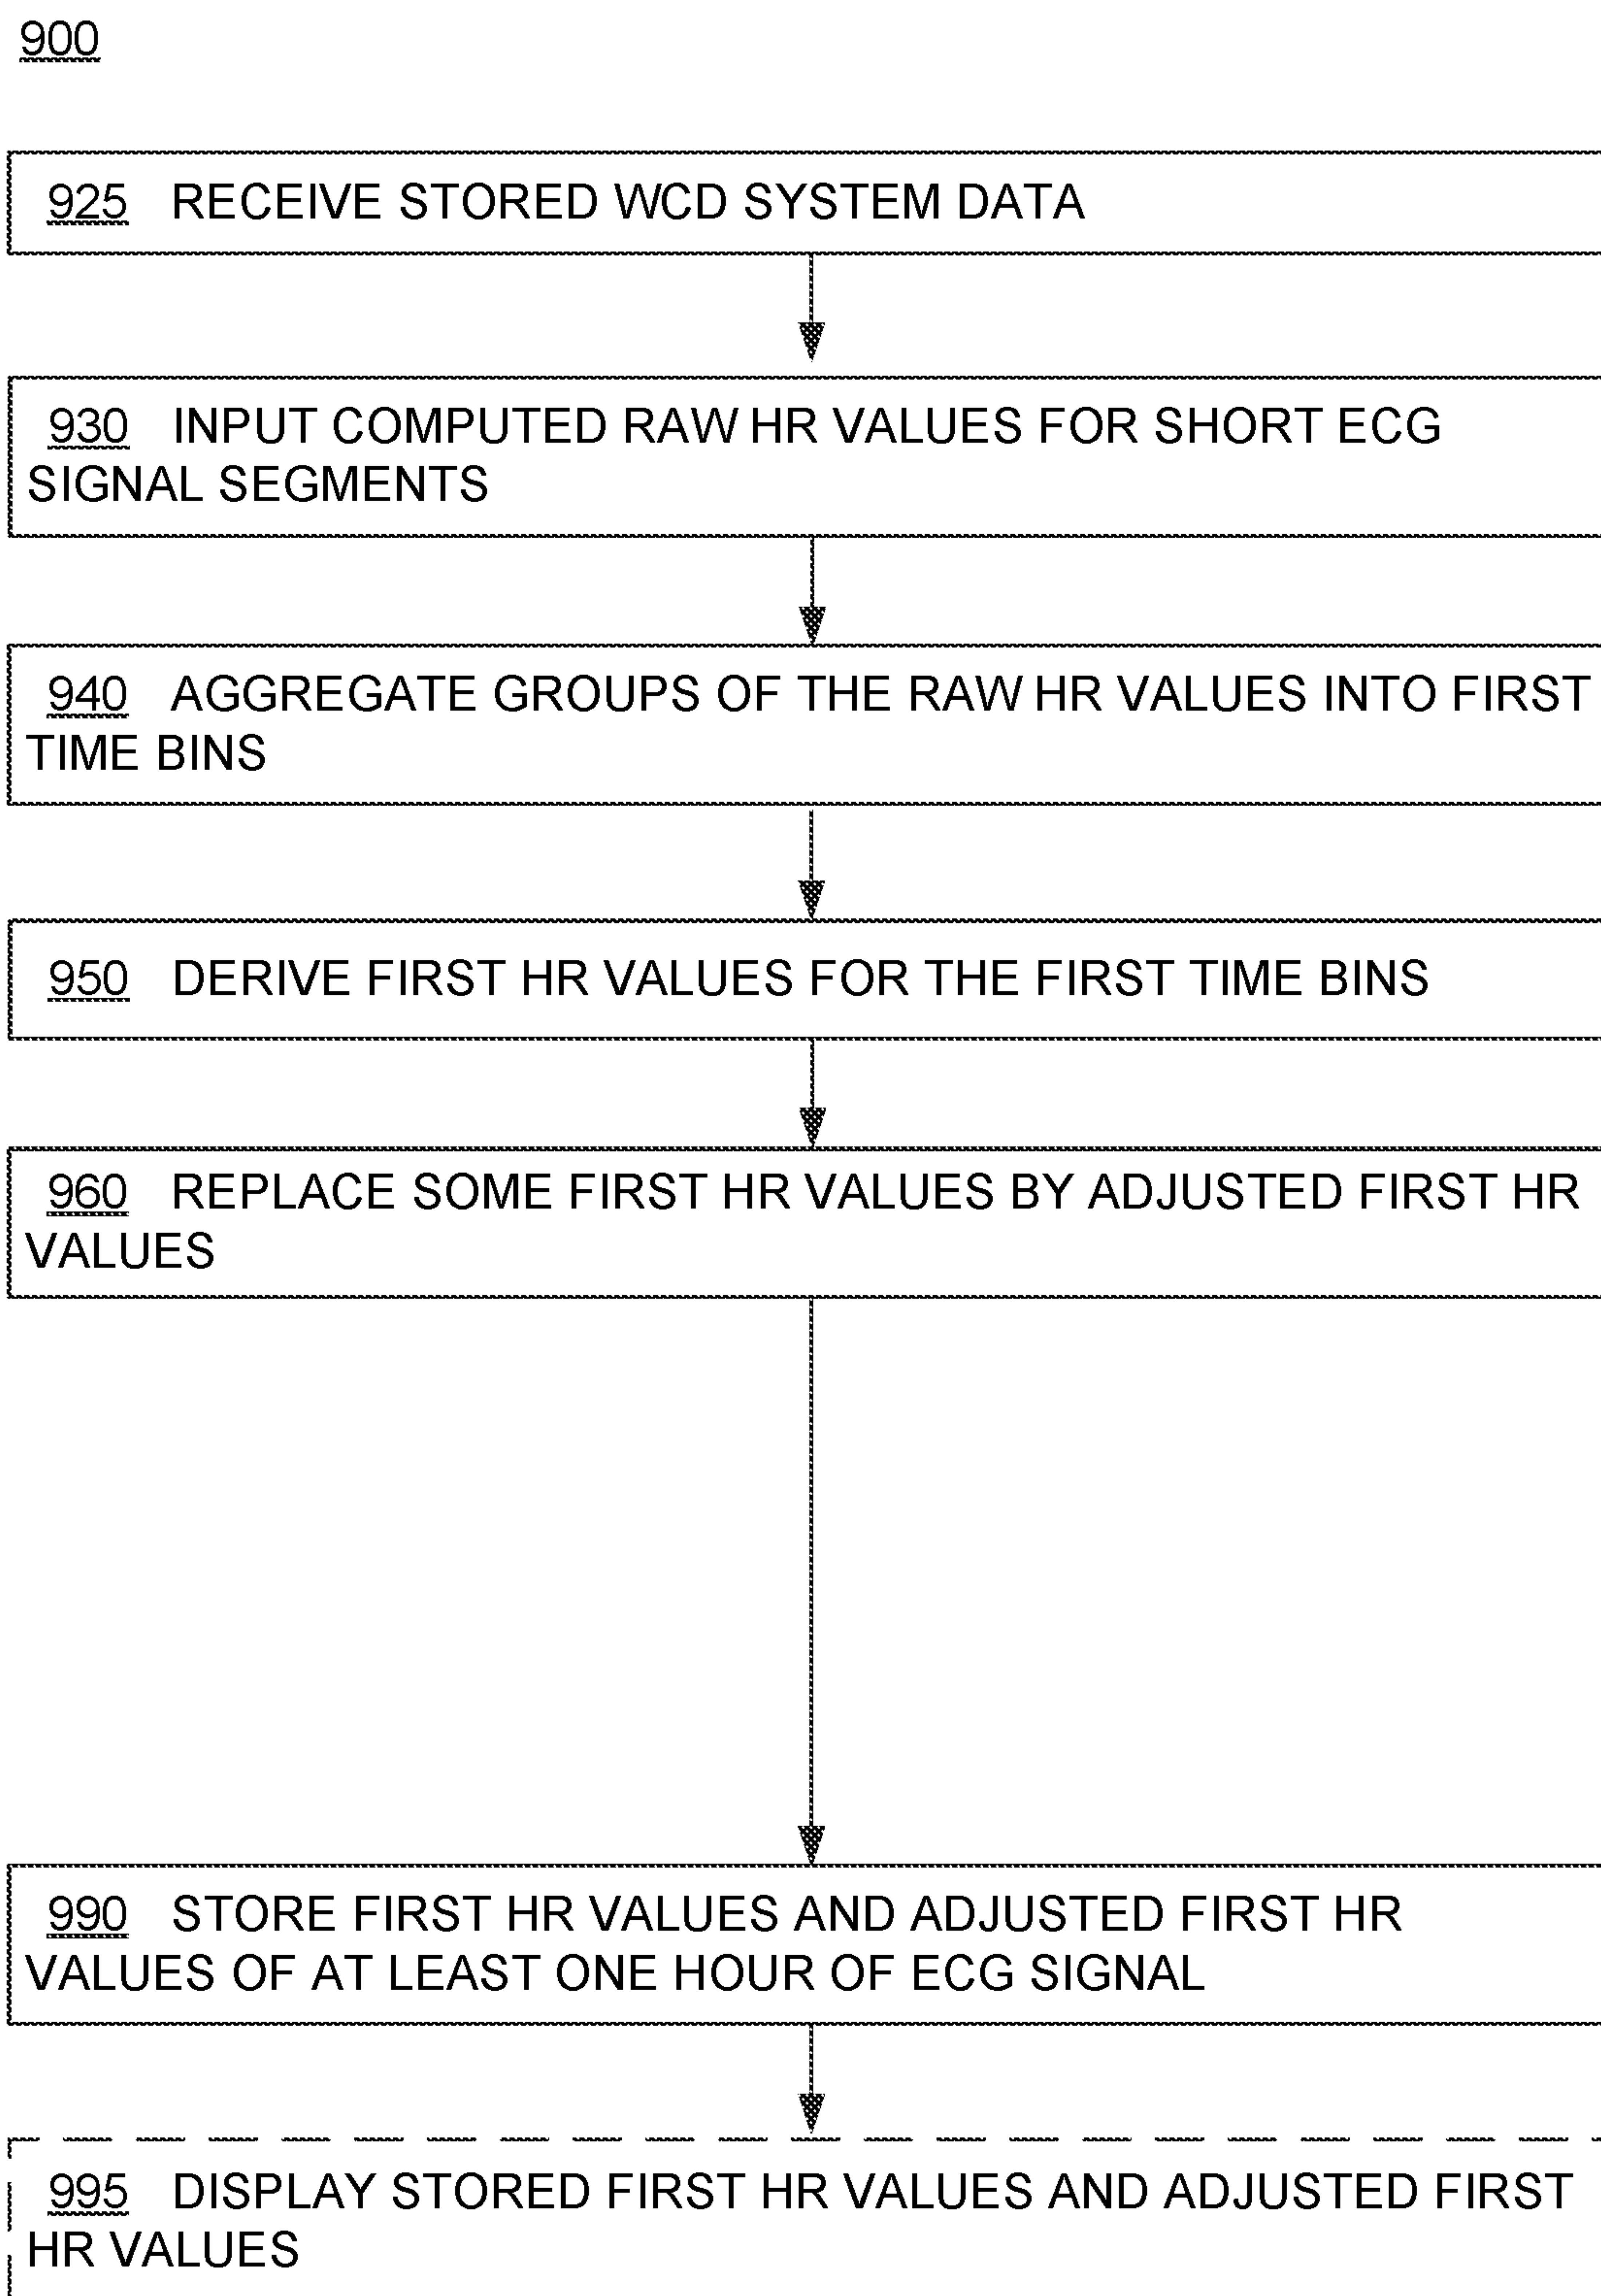 900
925 RECEIVE STORED WCD SYSTEM DATA
930 INPUT COMPUTED RAW HR VALUES FOR SHORT ECG
SIGNAL SEGMENTS
940 AGGREGATE GROUPS OF THE RAW HR VALUES INTO FIRST
TIME BINS
950 DERIVE FIRST HR VALUES FOR THE FIRST TIME BINS
960 REPLACE SOME FIRST HR VALUES BY ADJUSTED FIRST HR
VALUES
990 STORE FIRST HR VALUES AND ADJUSTED FIRST HR
VALUES OF AT LEAST ONE HOUR OF ECG SIGNAL
995 DISPLAY STORED FIRST HR VALUES AND ADJUSTED FIRST
HR VALUES